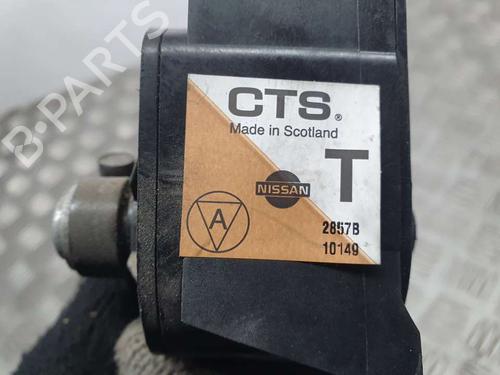 B-PARTS
CTS®
Made in Scotland
T
NISSAN
A
2857B
10149